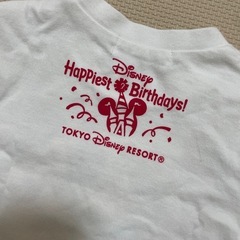 Disney
Happiest Birthdays!
TOKYO Disney RESORT®